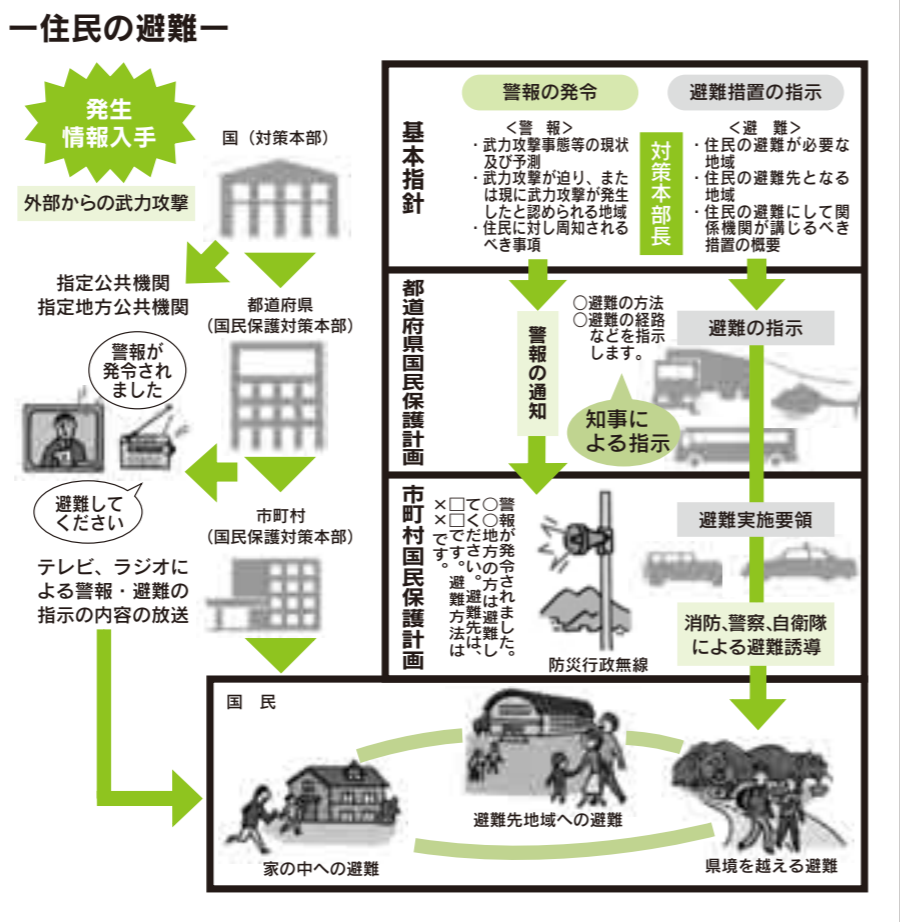 ー住民の避難ー
発生
情報入手
外部からの武力攻撃
国（対策本部）
指定公共機関
指定地方公共機関
都道府県
（国民保護対策本部）
警報が
発令され
ました
避難して
ください
テレビ、ラジオに
よる警報・避難の
指示の内容の放送
市町村
（国民保護対策本部）
基本指針
警報の発令
＜警　報＞
・武力攻撃事態等の現状
及び予測
・武力攻撃が迫り、また
は現に武力攻撃が発生
したと認められる地域
・住民に対し周知される
べき事項
対策本部長
避難措置の指示
＜避　難＞
・住民の避難が必要な
地域
・住民の避難先となる
地域
・住民の避難にして関
係機関が講じるべき
措置の概要
都道府県国民保護計画
警報の通知
○避難の方法
○避難の経路
などを指示
します。
知事に
よる指示
避難の指示
市町村国民保護計画
警報が発令されました。
○○地方の方は避難し
てください。避難先は、
□□です。避難方法は
××です。
防災行政無線
避難実施要領
消防、警察、自衛隊
による避難誘導
国　民
家の中への避難
避難先地域への避難
県境を越える避難